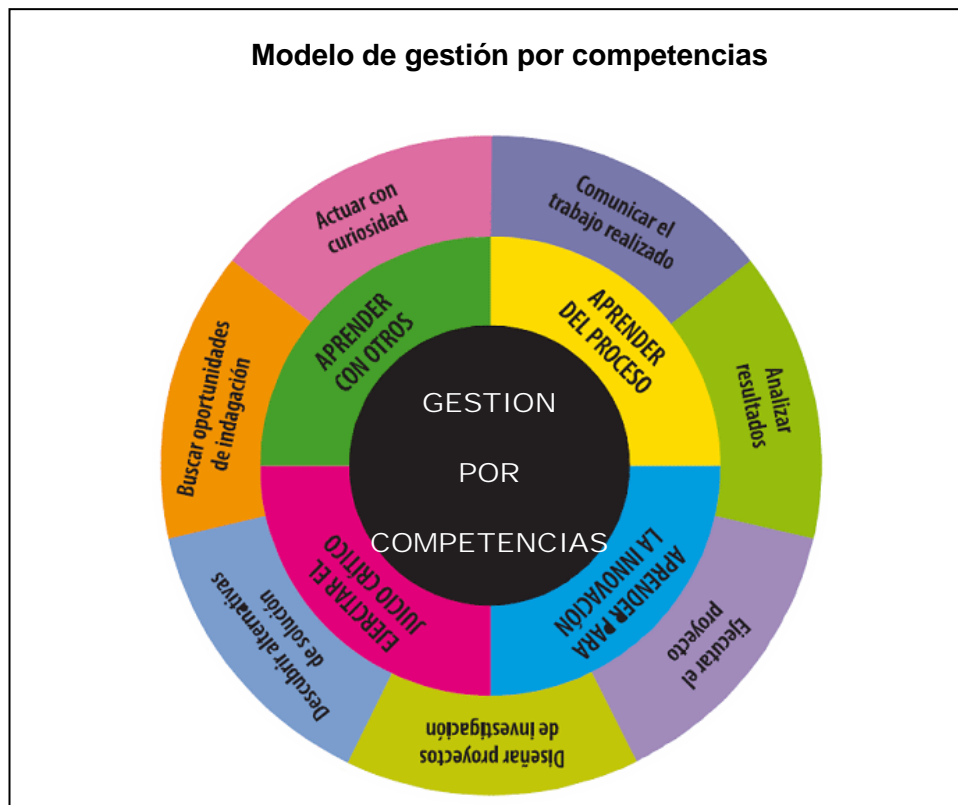 Modelo de gestión por competencias
Actuar con
curiosidad
Comunicar el
trabajo realizado
Analizar
resultados
Ejecutar el
proyecto
Diseñar proyectos
de investigación
Descubrir alternativas
de solución
Buscar oportunidades
de indagación
APRENDER
CON OTROS
APRENDER
DEL PROCESO
APRENDER PARA
LA INNOVACIÓN
EJERCITAR EL
JUICIO CRÍTICO
GESTION
POR
COMPETENCIAS